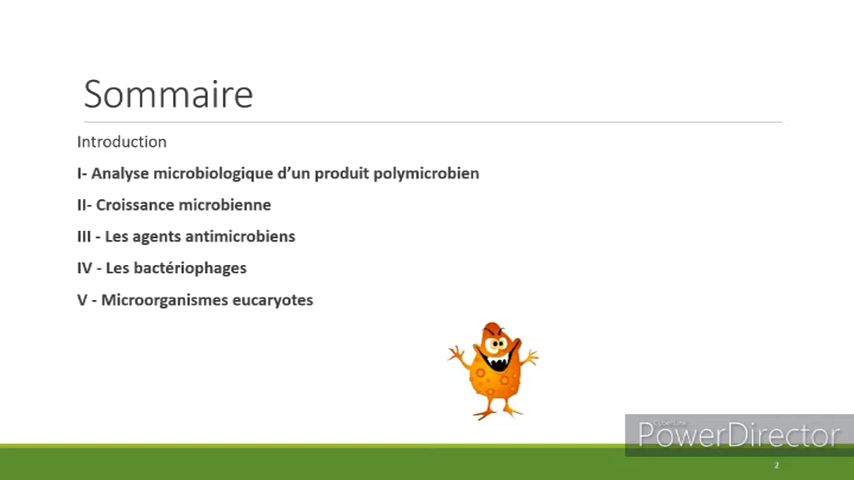 Sommaire
Introduction
I- Analyse microbiologique d’un produit polymicrobien
II- Croissance microbienne
III - Les agents antimicrobiens
IV - Les bactériophages
V - Microorganismes eucaryotes
CyberLink
PowerDirector
2